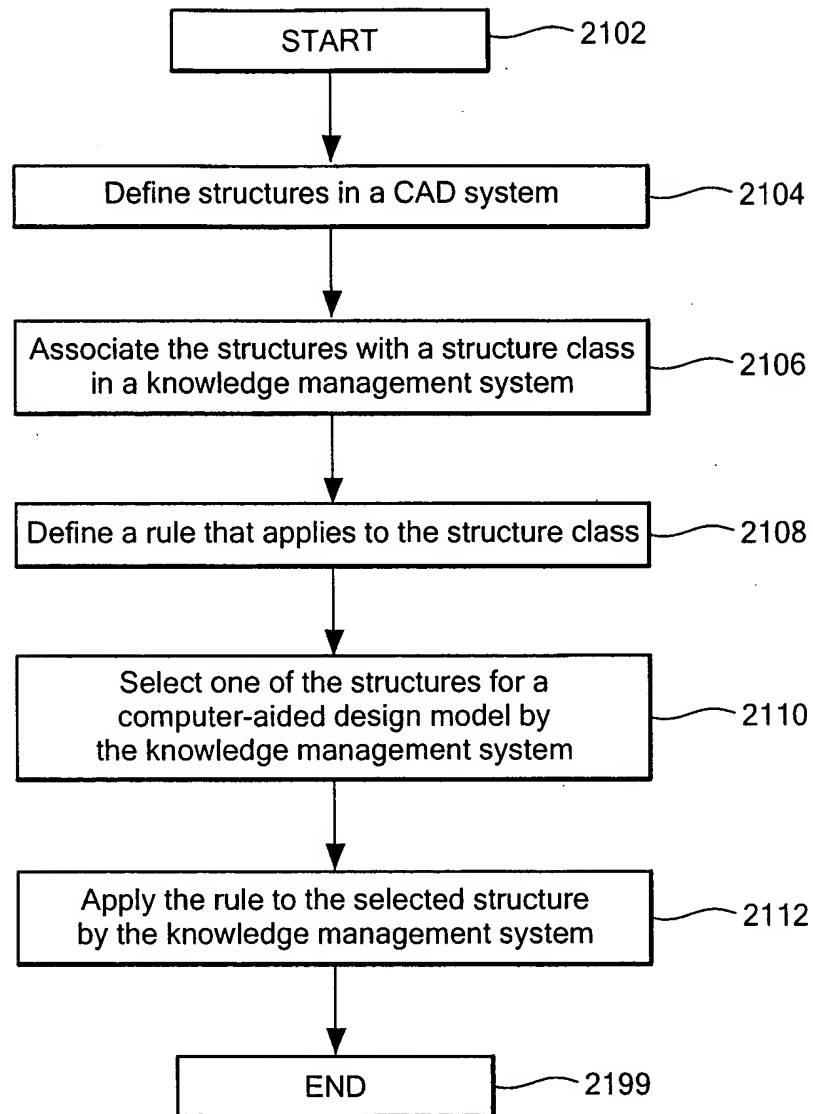 START
2102
Define structures in a CAD system
2104
Associate the structures with a structure class
in a knowledge management system
2106
Define a rule that applies to the structure class
2108
Select one of the structures for a
computer-aided design model by
the knowledge management system
2110
Apply the rule to the selected structure
by the knowledge management system
2112
END
2199